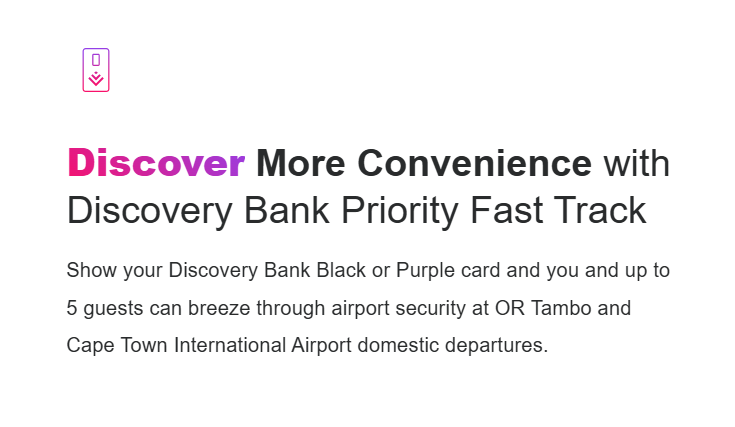 Discover More Convenience with
Discovery Bank Priority Fast Track
Show your Discovery Bank Black or Purple card and you and up to
5 guests can breeze through airport security at OR Tambo and
Cape Town International Airport domestic departures.